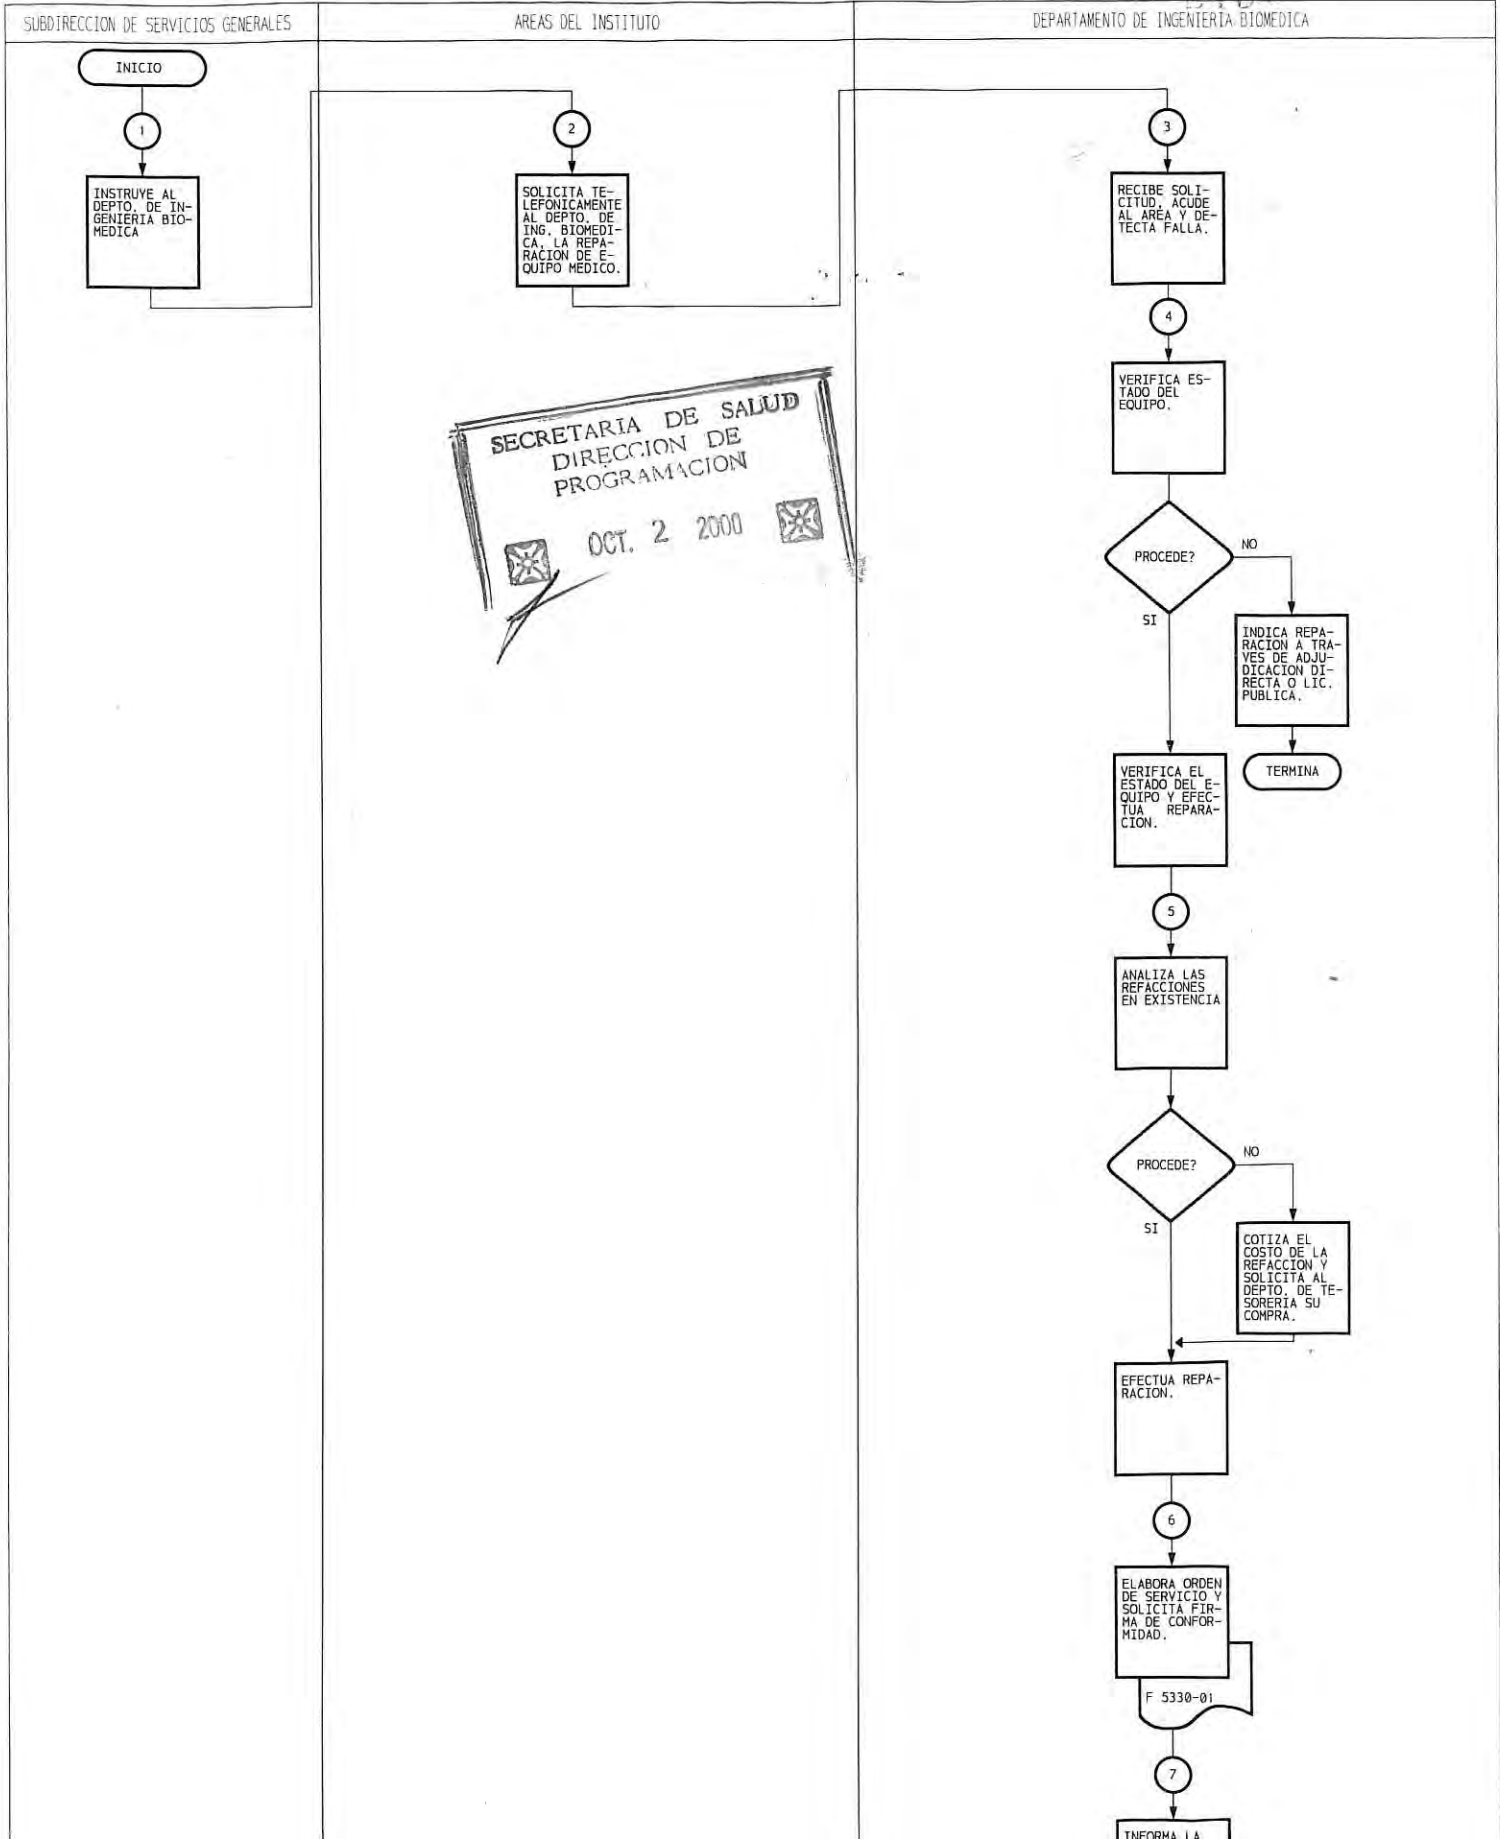 SUBDIRECCION DE SERVICIOS GENERALES
AREAS DEL INSTITUTO
DEPARTAMENTO DE INGENIERIA BIOMEDICA
INICIO
1
INSTRUYE AL
DEPTO. DE IN-
GENIERIA BIO-
MEDICA
2
SOLICITA TE-
LEFONICAMENTE
AL DEPTO. DE
ING. BIOMEDI-
CA, LA REPA-
RACION DE E-
QUIPO MEDICO.
3
RECIBE SOLI-
CITUD, ACUDE
AL AREA Y DE-
TECTA FALLA.
4
VERIFICA ES-
TADO DEL
EQUIPO.
SECRETARIA DE SALUD
DIRECCION DE
PROGRAMACION
OCT. 2 2000
PROCEDE?
NO
SI
INDICA REPA-
RACION A TRA-
VES DE ADJU-
DICACION DI-
RECTA O LIC.
PUBLICA.
TERMINA
VERIFICA EL
ESTADO DEL E-
QUIPO Y EFEC-
TUA REPARA-
CION.
5
ANALIZA LAS
REFACCIONES
EN EXISTENCIA
PROCEDE?
NO
SI
COTIZA EL
COSTO DE LA
REFACCION Y
SOLICITA AL
DEPTO. DE TE-
SORERIA SU
COMPRA.
EFECTUA REPA-
RACION.
6
ELABORA ORDEN
DE SERVICIO Y
SOLICITA FIR-
MA DE CONFOR-
MIDAD.
F 5330-01
7
INFORMA LA